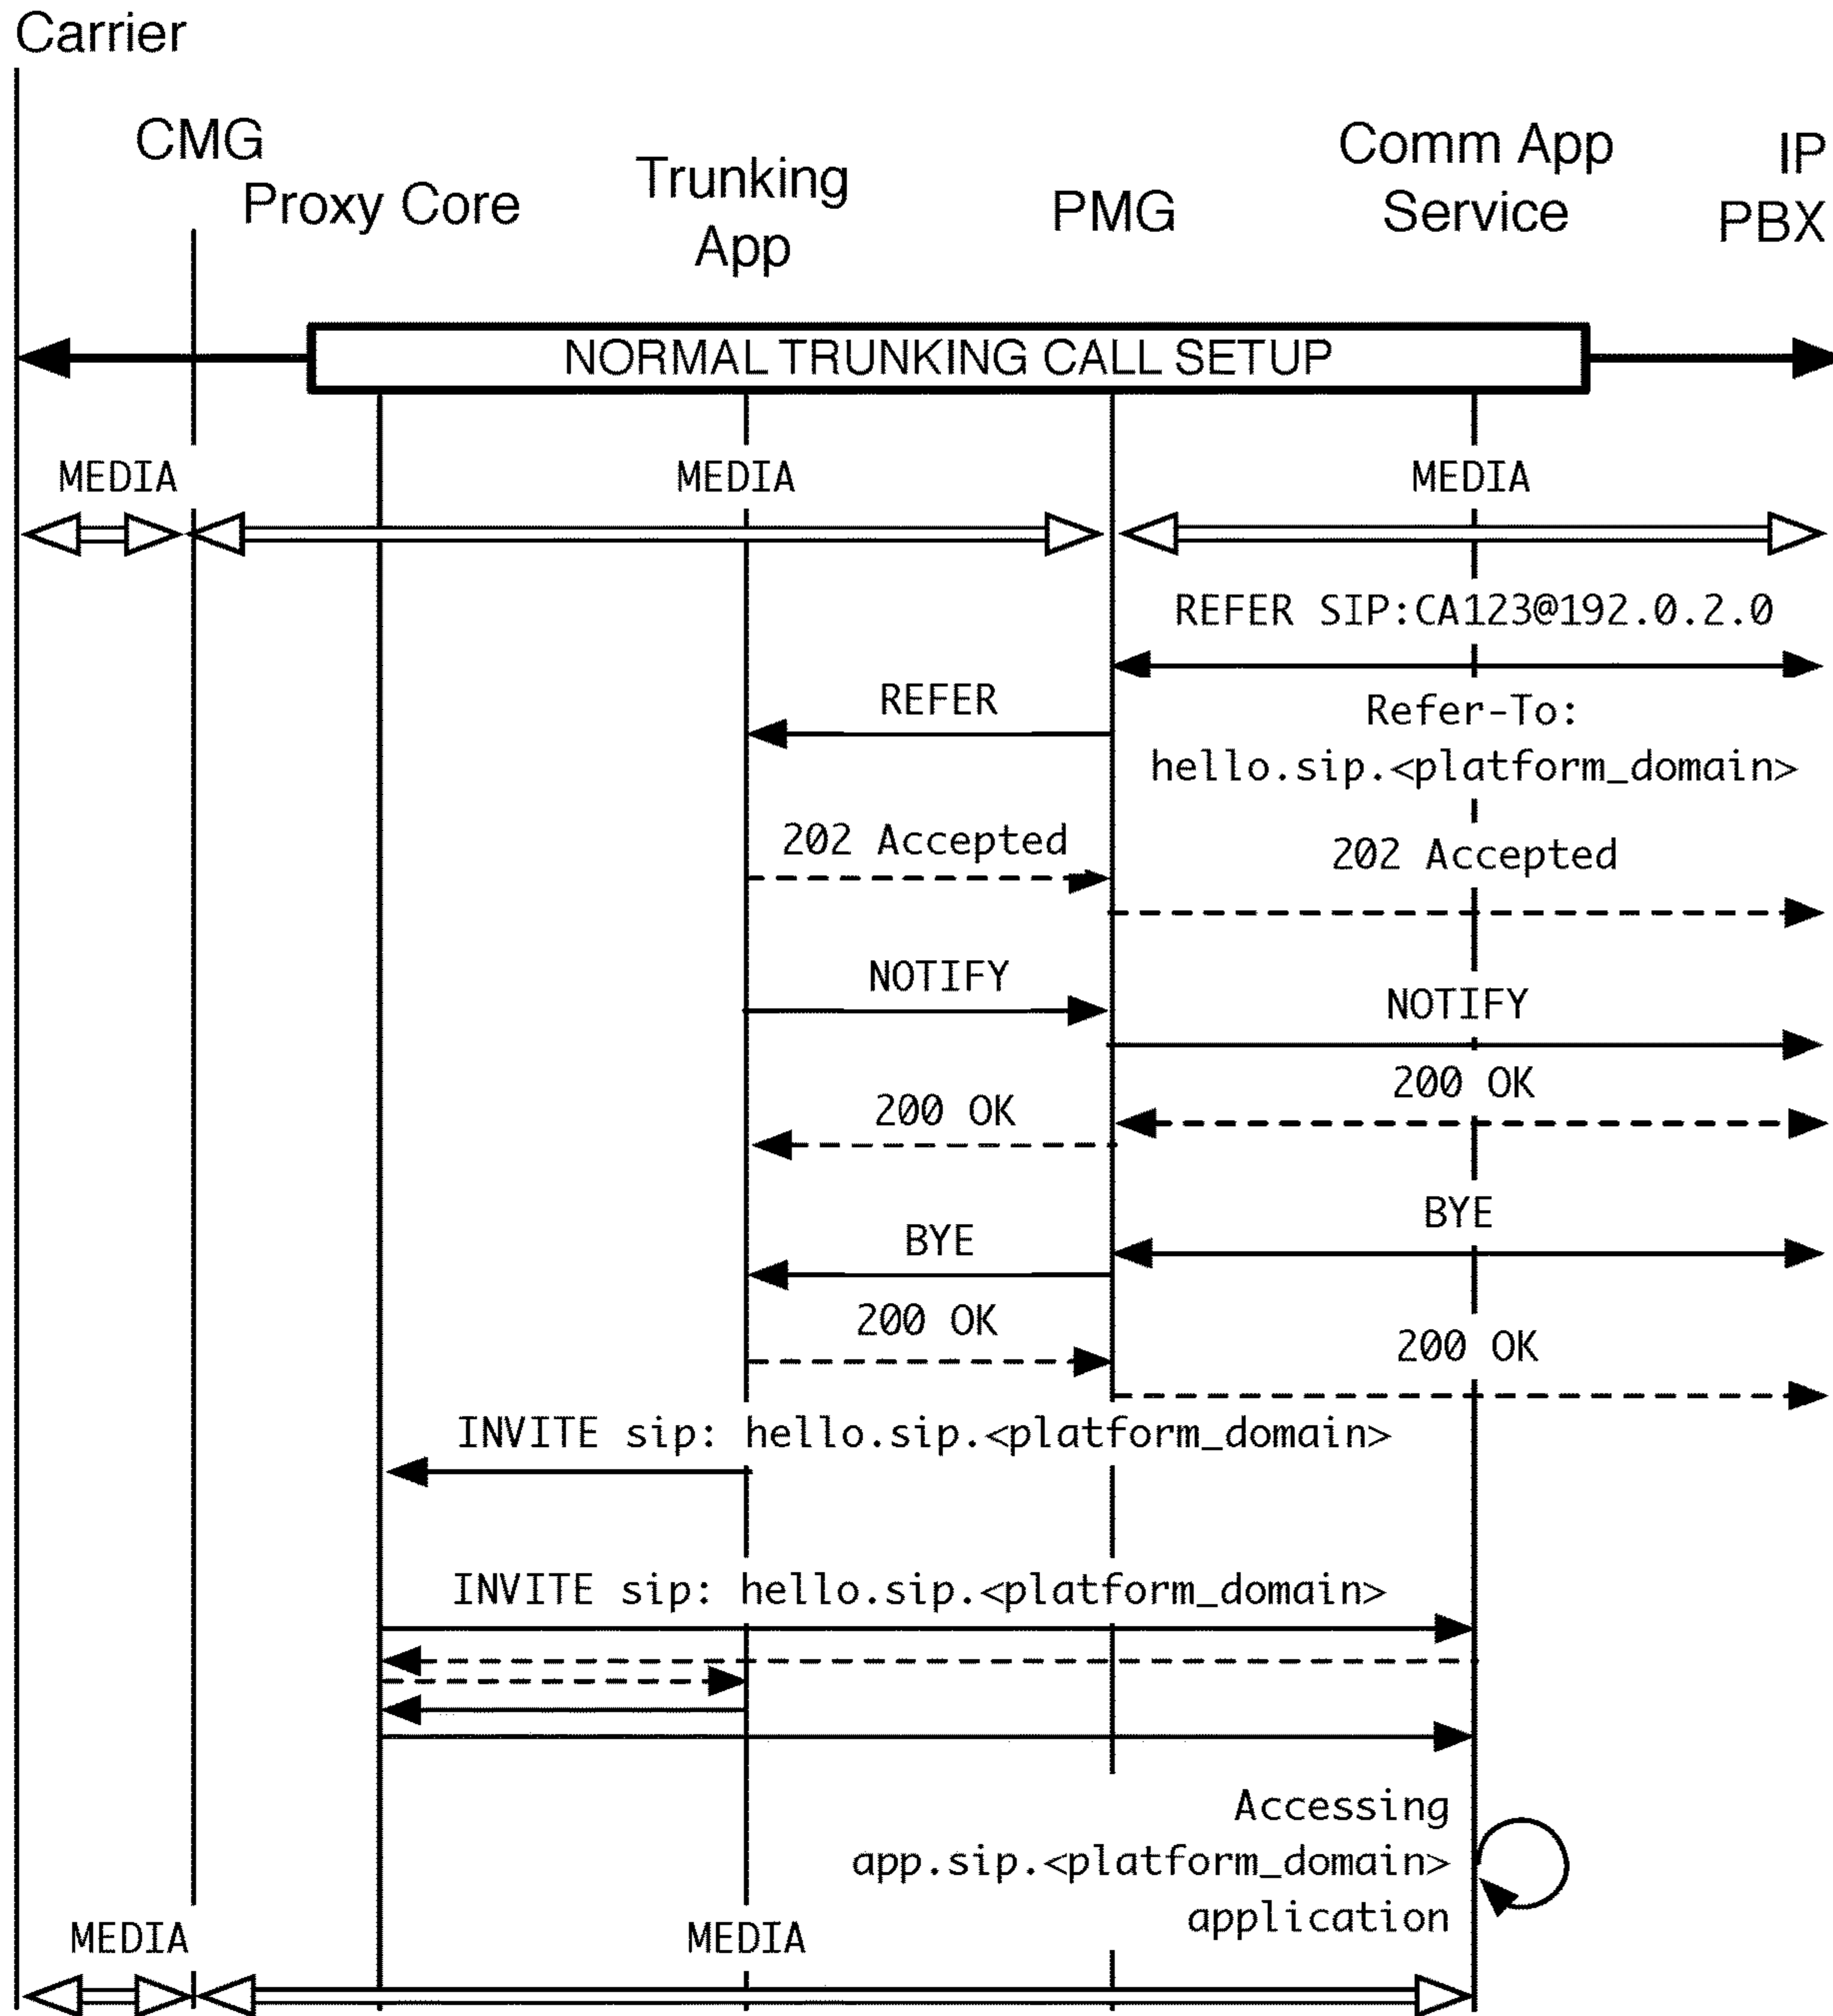 Carrier
CMG
Proxy Core
Trunking
App
PMG
Comm App
Service
IP
PBX
NORMAL TRUNKING CALL SETUP
MEDIA
MEDIA
MEDIA
REFER SIP:CA123@192.0.2.0
REFER
Refer-To:
hello.sip.<platform_domain>
202 Accepted
202 Accepted
NOTIFY
NOTIFY
200 OK
200 OK
BYE
BYE
200 OK
200 OK
INVITE sip: hello.sip.<platform_domain>
INVITE sip: hello.sip.<platform_domain>
Accessing
app.sip.<platform_domain>
application
MEDIA
MEDIA